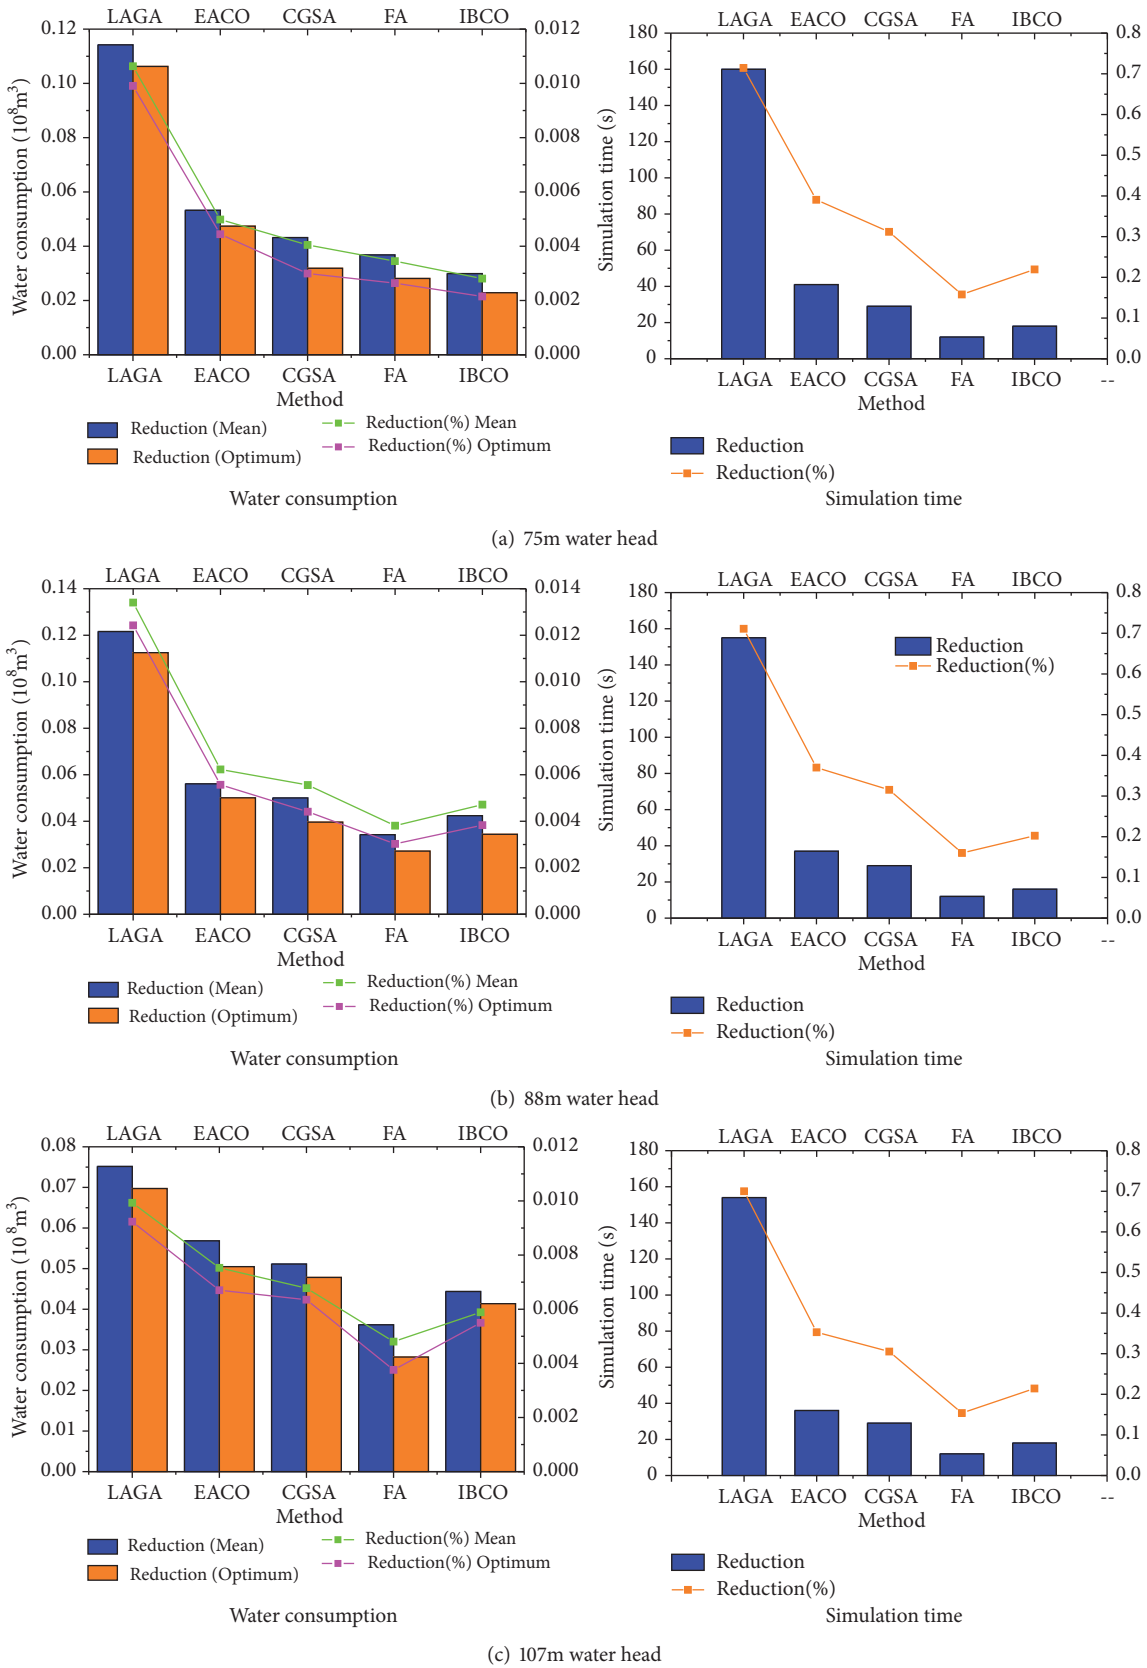 LAGA EACO CGSA FA IBCO
0.12
0.10
0.08
0.06
0.04
0.02
0.00
Water consumption (10⁸m³)
0.012
0.010
0.008
0.006
0.004
0.002
0.000
LAGA EACO CGSA FA IBCO
Method
Reduction (Mean)
Reduction (Optimum)
Reduction(%) Mean
Reduction(%) Optimum
Water consumption
LAGA EACO CGSA FA IBCO
180
160
140
120
100
80
60
40
20
0
Simulation time (s)
0.8
0.7
0.6
0.5
0.4
0.3
0.2
0.1
0.0
LAGA EACO CGSA FA IBCO --
Method
Reduction
Reduction(%)
Simulation time
(a) 75m water head
LAGA EACO CGSA FA IBCO
0.14
0.12
0.10
0.08
0.06
0.04
0.02
0.00
Water consumption (10⁸m³)
0.014
0.012
0.010
0.008
0.006
0.004
0.002
0.000
LAGA EACO CGSA FA IBCO
Method
Reduction (Mean)
Reduction (Optimum)
Reduction(%) Mean
Reduction(%) Optimum
Water consumption
LAGA EACO CGSA FA IBCO
180
160
140
120
100
80
60
40
20
0
Simulation time (s)
Reduction
Reduction(%)
0.8
0.7
0.6
0.5
0.4
0.3
0.2
0.1
0.0
LAGA EACO CGSA FA IBCO --
Method
Reduction
Reduction(%)
Simulation time
(b) 88m water head
LAGA EACO CGSA FA IBCO
0.08
0.07
0.06
0.05
0.04
0.03
0.02
0.01
0.00
Water consumption (10⁸m³)
0.012
0.010
0.008
0.006
0.004
0.002
0.000
LAGA EACO CGSA FA IBCO
Method
Reduction (Mean)
Reduction (Optimum)
Reduction(%) Mean
Reduction(%) Optimum
Water consumption
LAGA EACO CGSA FA IBCO
180
160
140
120
100
80
60
40
20
0
Simulation time (s)
0.8
0.7
0.6
0.5
0.4
0.3
0.2
0.1
0.0
LAGA EACO CGSA FA IBCO --
Method
Reduction
Reduction(%)
Simulation time
(c) 107m water head